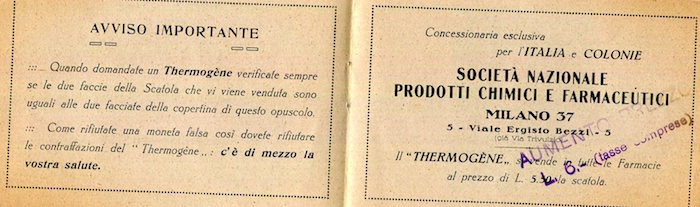 AVVISO IMPORTANTE
::: Quando domandate un Thermogène verificate sempre
se le due faccie della Scatola che vi viene venduta sono
uguali alle due facciate della copertina di questo opuscolo.
::: Come rifiutate una moneta falsa così dovete rifiutare
le contraffazioni del "Thermogène„: c'è di mezzo la
vostra salute.
Concessionaria esclusiva
per l'ITALIA e COLONIE
SOCIETÀ NAZIONALE
PRODOTTI CHIMICI E FARMACEUTICI
MILANO 37
5 - Viale Ergisto Bezzi - 5
(già Via Trivulzio)
Il "THERMOGÈNE„ si vende in tutte le Farmacie
al prezzo di L. 5.50 la scatola.
AUMENTO PREZZO
L. 6.- (tasse comprese)